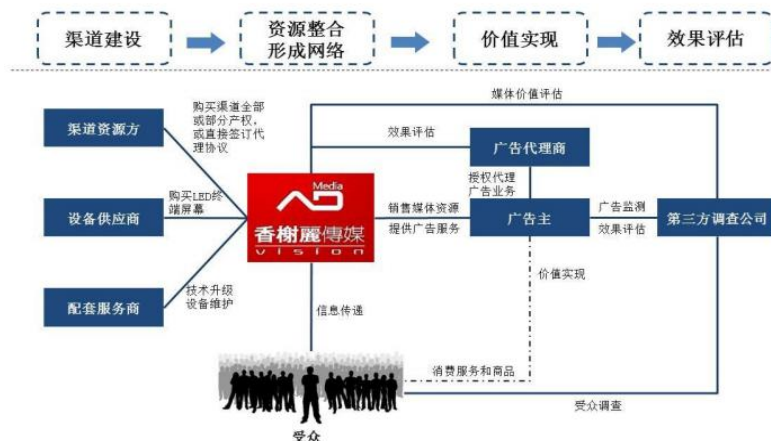 渠道建设
资源整合
形成网络
价值实现
效果评估
媒体价值评估
购买渠道全部
或部分产权,
或直接签订代
理协议
渠道资源方
效果评估
广告代理商
授权代理
广告业务
购买LED终
端屏幕
设备供应商
Media
AD
香榭麗傳媒
vision
销售媒体资源
提供广告服务
广告主
广告监测
效果评估
第三方调查公司
价值实现
技术升级
设备维护
配套服务商
信息传递
消费服务和商品
受众调查
受众